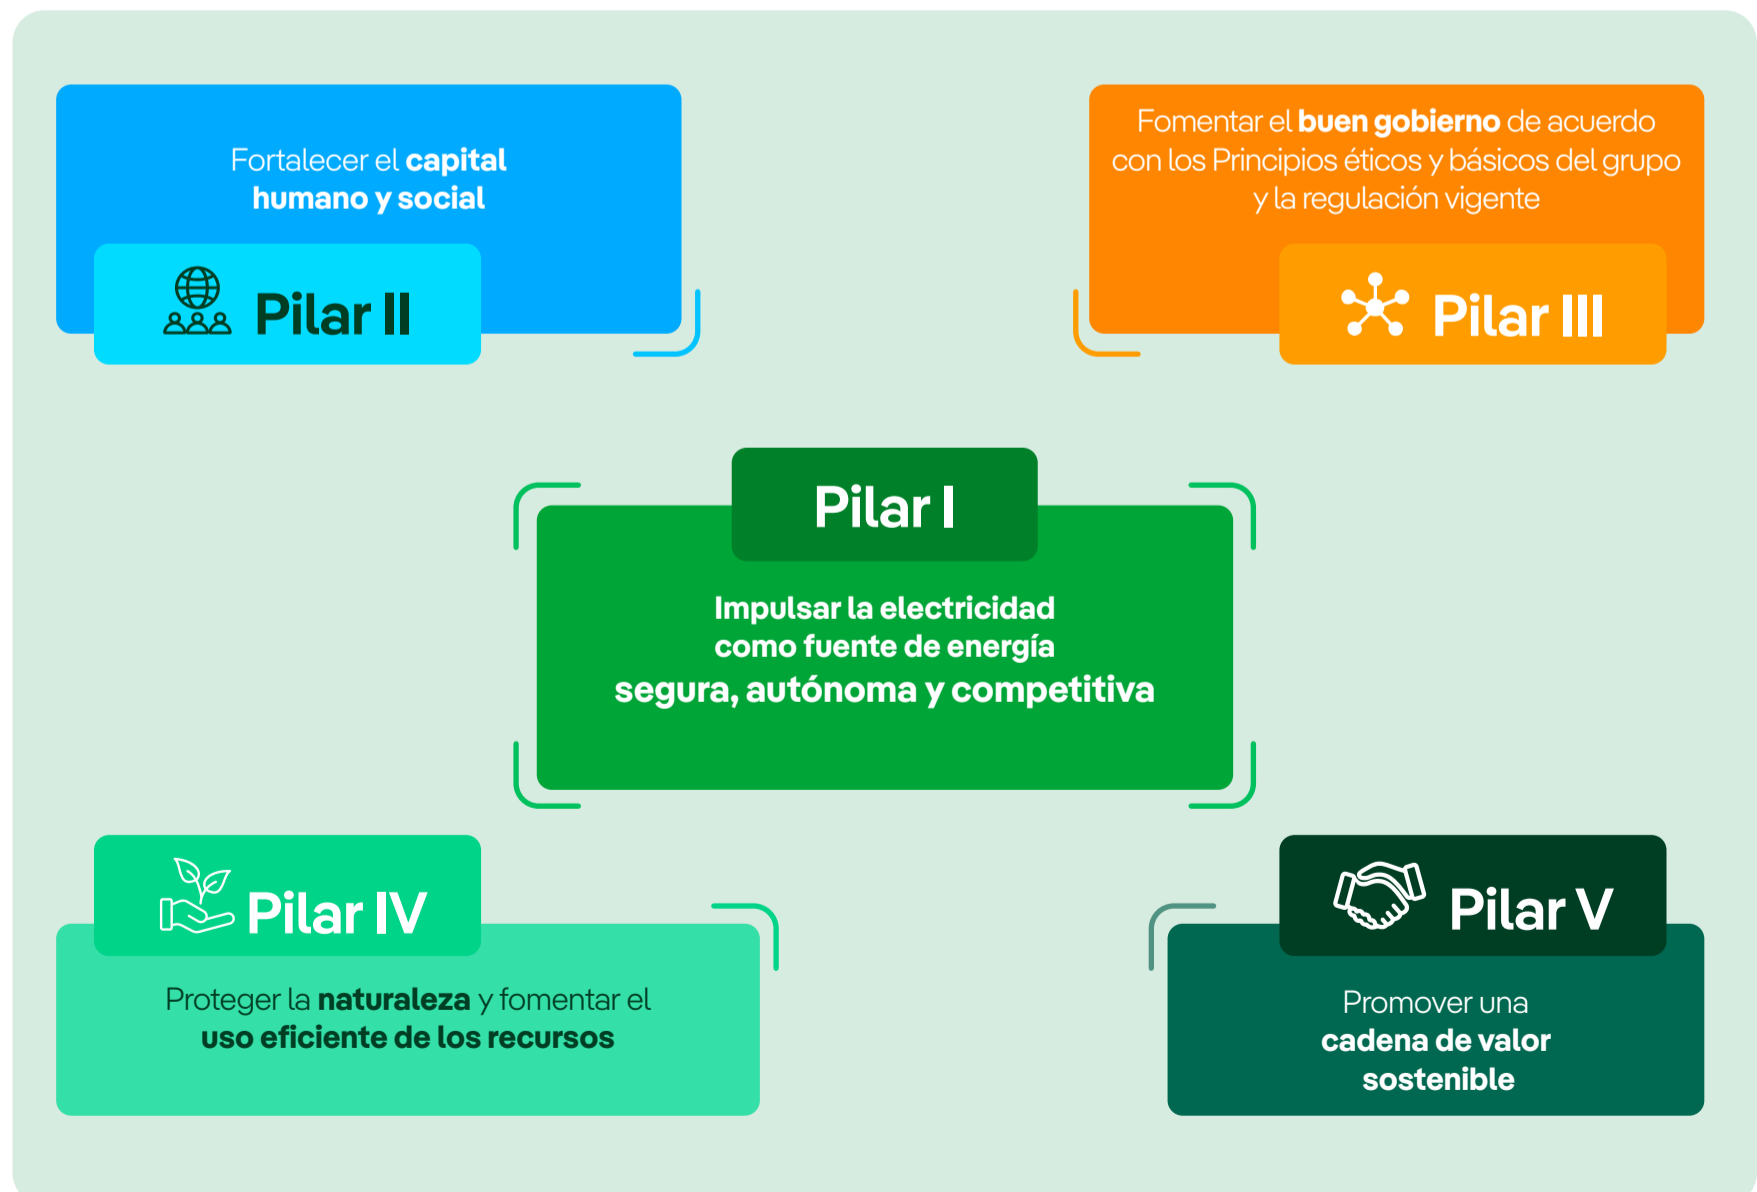 Fortalecer el capital
humano y social
Pilar II
Fomentar el buen gobierno de acuerdo
con los Principios éticos y básicos del grupo
y la regulación vigente
Pilar III
Pilar I
Impulsar la electricidad
como fuente de energía
segura, autónoma y competitiva
Pilar IV
Proteger la naturaleza y fomentar el
uso eficiente de los recursos
Pilar V
Promover una
cadena de valor
sostenible